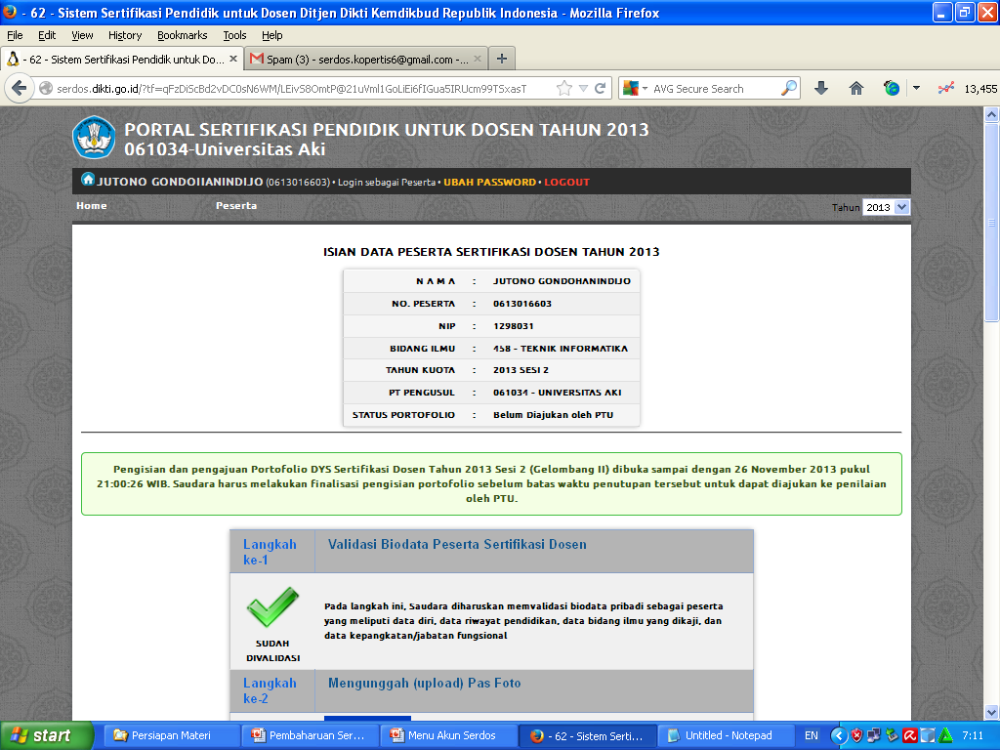 - 62 - Sistem Sertifikasi Pendidik untuk Dosen Ditjen Dikti Kemdikbud Republik Indonesia - Mozilla Firefox
File Edit View History Bookmarks Tools Help
- 62 - Sistem Sertifikasi Pendidik untuk Do... Spam (3) - serdos.kopertis6@gmail.com -...
AVG Secure Search 13,455
PORTAL SERTIFIKASI PENDIDIK UNTUK DOSEN TAHUN 2013
061034-Universitas Aki
JUTONO GONDOHANINDIJO (0613016603) • Login sebagai Peserta • UBAH PASSWORD • LOGOUT
Home Peserta Tahun 2013
ISIAN DATA PESERTA SERTIFIKASI DOSEN TAHUN 2013
N A M A : JUTONO GONDOHANINDIJO
NO. PESERTA : 0613016603
NIP : 1298031
BIDANG ILMU : 458 - TEKNIK INFORMATIKA
TAHUN KUOTA : 2013 SESI 2
PT PENGUSUL : 061034 - UNIVERSITAS AKI
STATUS PORTOFOLIO : Belum Diajukan oleh PTU
Pengisian dan pengajuan Portofolio DYS Sertifikasi Dosen Tahun 2013 Sesi 2 (Gelombang II) dibuka sampai dengan 26 November 2013 pukul
21:00:26 WIB. Saudara harus melakukan finalisasi pengisian portofolio sebelum batas waktu penutupan tersebut untuk dapat diajukan ke penilaian
oleh PTU.
Langkah ke-1 Validasi Biodata Peserta Sertifikasi Dosen
Pada langkah ini, Saudara diharuskan memvalidasi biodata pribadi sebagai peserta
yang meliputi data diri, data riwayat pendidikan, data bidang ilmu yang dikaji, dan
data kepangkatan/jabatan fungsional
SUDAH
DIVALIDASI
Langkah ke-2 Mengunggah (upload) Pas Foto
start Persiapan Materi Pembaharuan Ser... Menu Akun Serdos - 62 - Sistem Serti... Untitled - Notepad EN 7:11